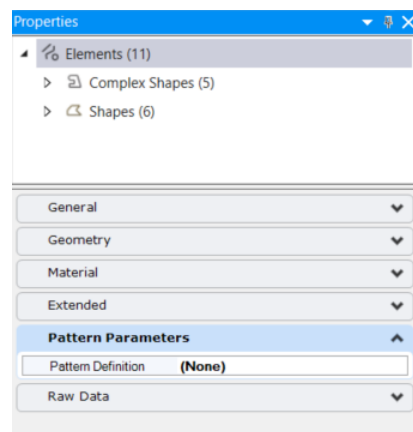 Properties
Elements (11)
Complex Shapes (5)
Shapes (6)
General
Geometry
Material
Extended
Pattern Parameters
Pattern Definition (None)
Raw Data